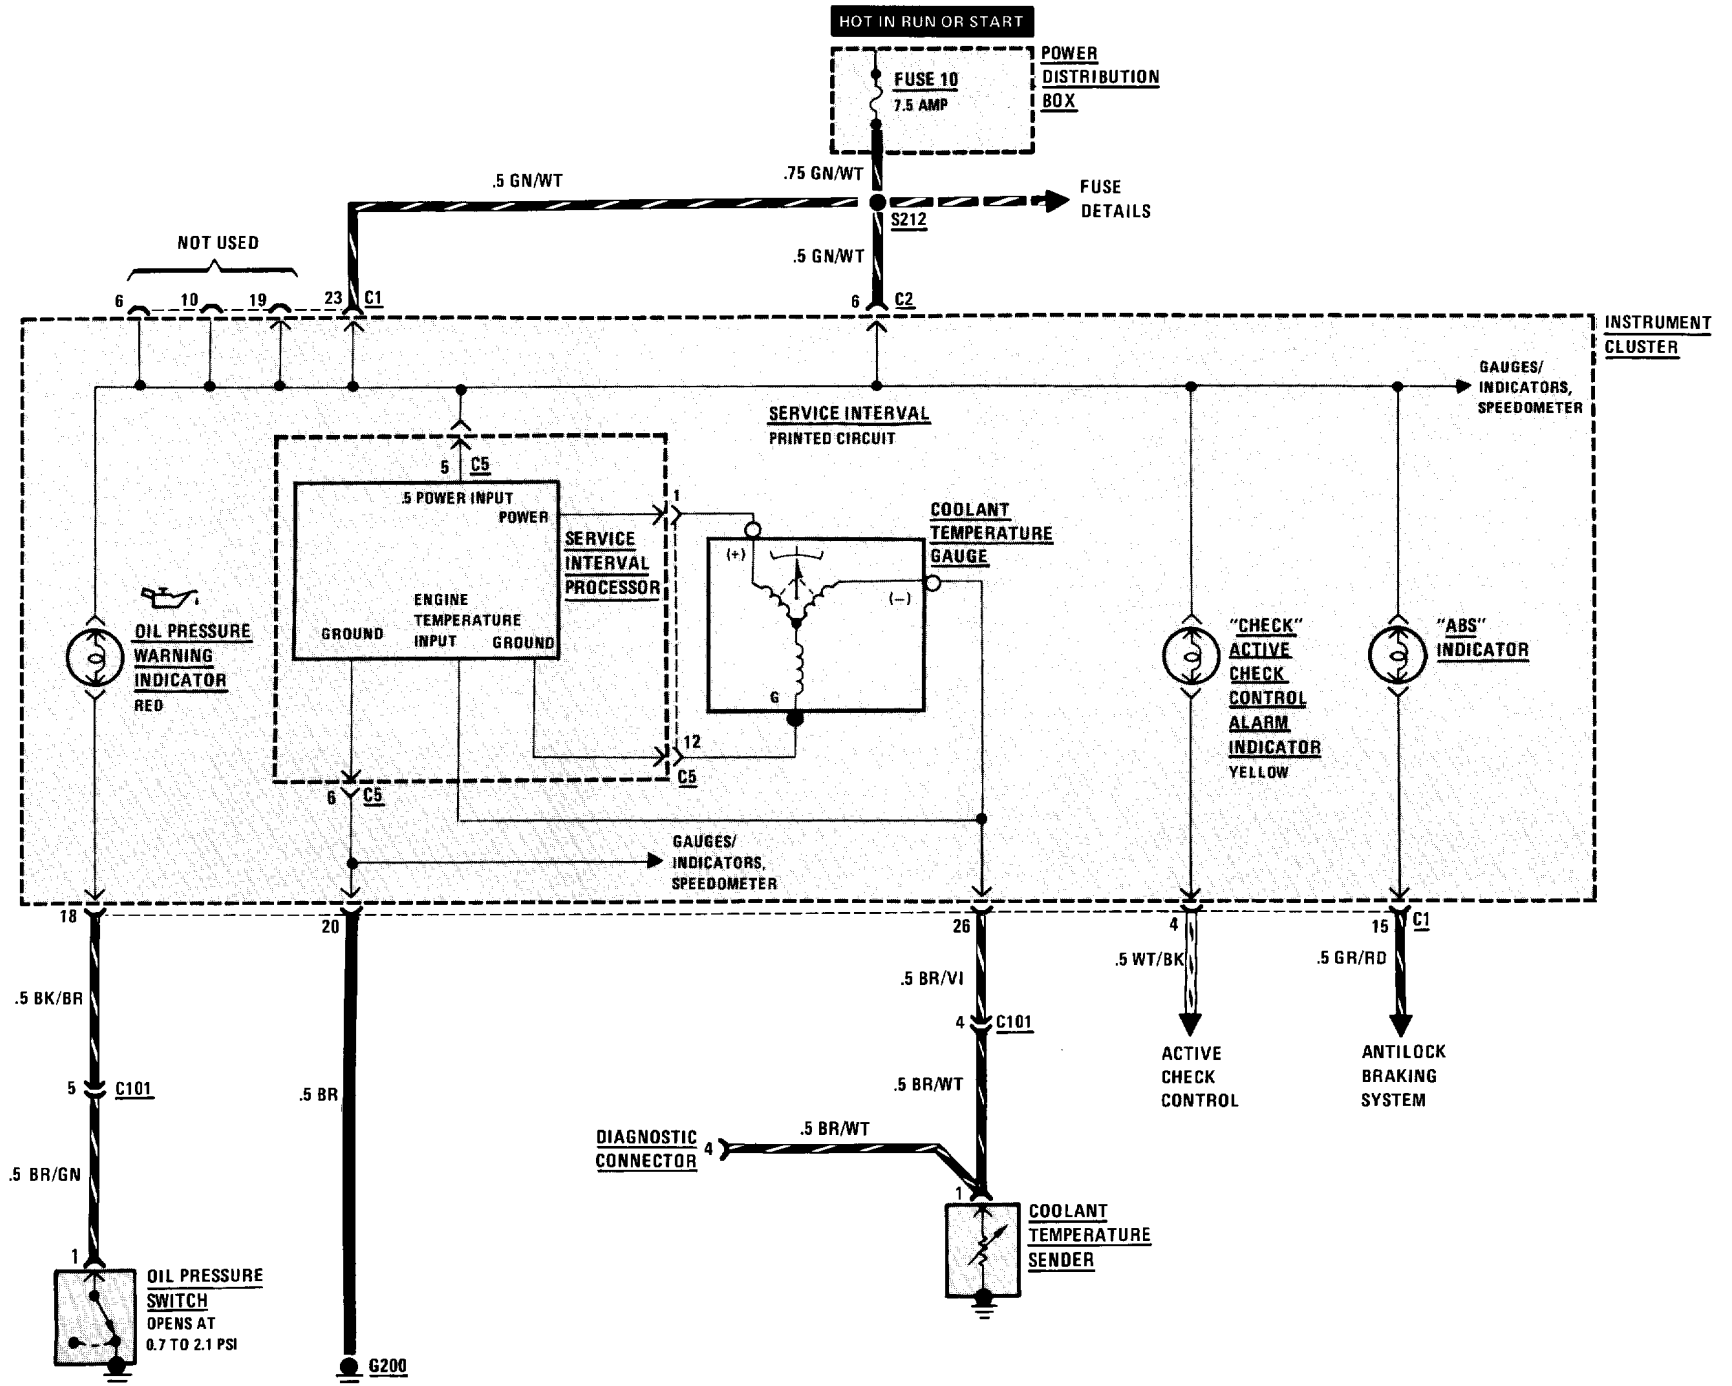 HOT IN RUN OR START
POWER
DISTRIBUTION
BOX
FUSE 10
7.5 AMP
.75 GN/WT
.5 GN/WT
FUSE
DETAILS
S212
.5 GN/WT
NOT USED
6
10
19
23
C1
6
C2
INSTRUMENT
CLUSTER
GAUGES/
INDICATORS,
SPEEDOMETER
SERVICE INTERVAL
PRINTED CIRCUIT
5
C5
.5 POWER INPUT
POWER
1
SERVICE
INTERVAL
PROCESSOR
ENGINE
TEMPERATURE
INPUT
GROUND
GROUND
COOLANT
TEMPERATURE
GAUGE
(+)
(−)
G
OIL PRESSURE
WARNING
INDICATOR
RED
"CHECK"
ACTIVE
CHECK
CONTROL
ALARM
INDICATOR
YELLOW
"ABS"
INDICATOR
12
C5
6
C5
GAUGES/
INDICATORS,
SPEEDOMETER
18
20
26
4
15
C1
.5 BK/BR
.5 BR/VI
.5 WT/BK
.5 GR/RD
4
C101
5
C101
.5 BR
.5 BR/WT
ACTIVE
CHECK
CONTROL
ANTILOCK
BRAKING
SYSTEM
.5 BR/WT
DIAGNOSTIC
CONNECTOR
4
.5 BR/GN
1
COOLANT
TEMPERATURE
SENDER
1
OIL PRESSURE
SWITCH
OPENS AT
0.7 TO 2.1 PSI
G200